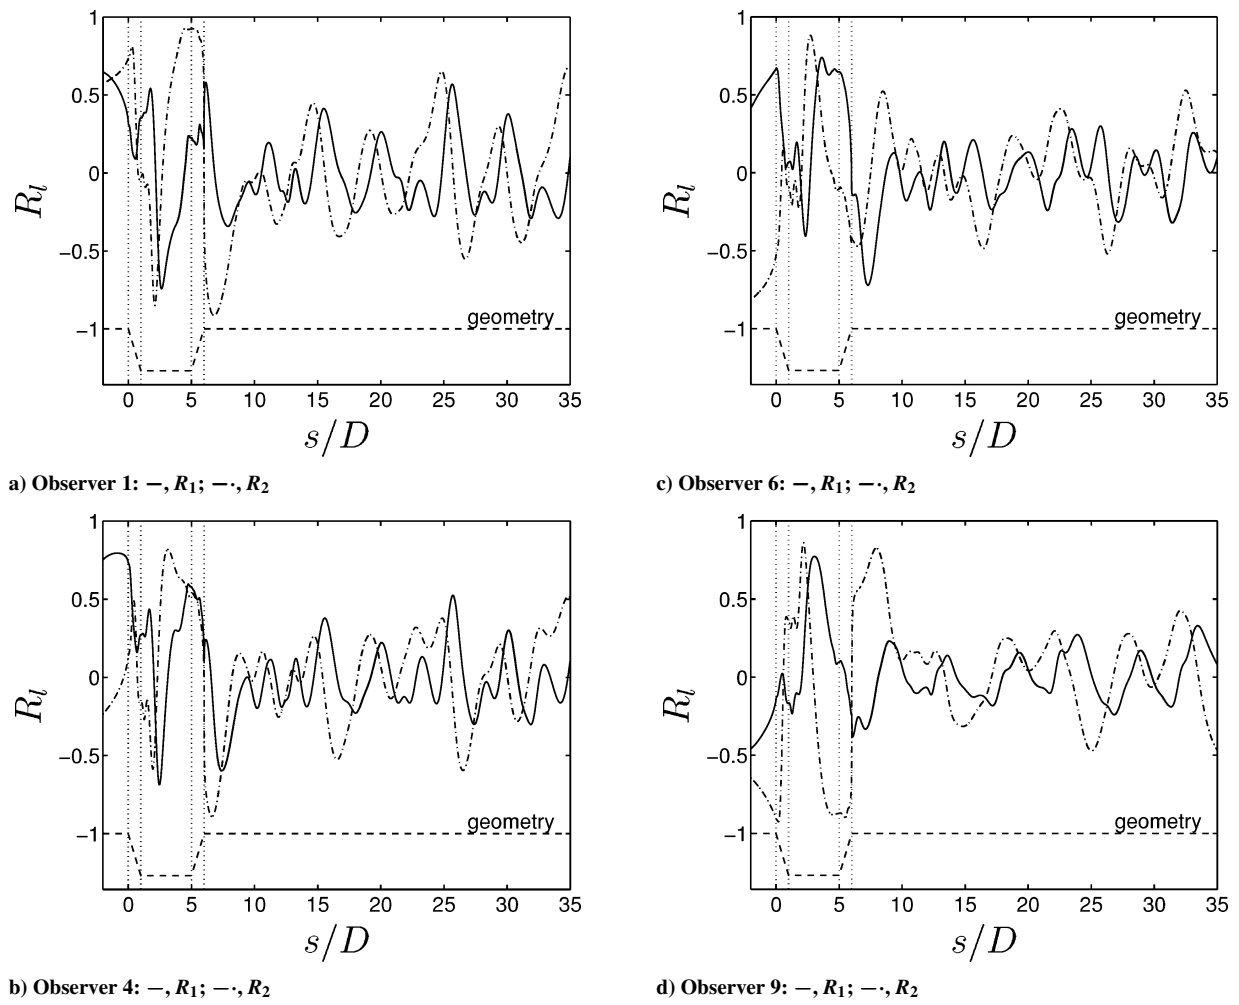 1
0.5
0
−0.5
−1
R_l
geometry
0 5 10 15 20 25 30 35
s/D
a) Observer 1: −, R1; −·, R2
1
0.5
0
−0.5
−1
R_l
geometry
0 5 10 15 20 25 30 35
s/D
c) Observer 6: −, R1; −·, R2
1
0.5
0
−0.5
−1
R_l
geometry
0 5 10 15 20 25 30 35
s/D
b) Observer 4: −, R1; −·, R2
1
0.5
0
−0.5
−1
R_l
geometry
0 5 10 15 20 25 30 35
s/D
d) Observer 9: −, R1; −·, R2